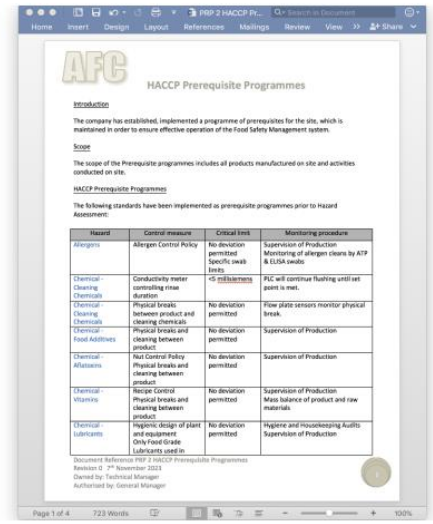 PRP 2 HACCP Pr...
Search in Document
Home Insert Design Layout References Mailings Review View >> Share
AFC
HACCP Prerequisite Programmes
Introduction
The company has established, implemented a programme of prerequisites for the site, which is
maintained in order to ensure effective operation of the Food Safety Management system.
Scope
The scope of the Prerequisite programmes includes all products manufactured on site and activities
conducted on site.
HACCP Prerequisite Programmes
The following standards have been implemented as prerequisite programmes prior to Hazard
Assessment:
Hazard Control measure Critical limit Monitoring procedure
Allergens Allergen Control Policy No deviation Supervision of Production
permitted Monitoring of allergen cleans by ATP
Specific swab & ELISA swabs
limits
Chemical - Conductivity meter <5 millisiemens PLC will continue flushing until set
Cleaning controlling rinse point is met.
Chemicals duration
Chemical - Physical breaks No deviation Flow plate sensors monitor physical
Cleaning between product and permitted break.
Chemicals cleaning chemicals
Chemical - Physical breaks and No deviation Supervision of Production
Food Additives cleaning between permitted
product
Chemical - Nut Control Policy No deviation Supervision of Production
Aflatoxins Physical breaks and permitted
cleaning between
product
Chemical - Recipe Control No deviation Supervision of Production
Vitamins Physical breaks and permitted Mass balance of product and raw
cleaning between materials
product
Chemical - Hygienic design of plant No deviation Hygiene and Housekeeping Audits
Lubricants and equipment permitted Supervision of Production
Only Food Grade
Lubricants used in
Document Reference PRP 2 HACCP Prerequisite Programmes
Revision 0 7th November 2023
Owned by: Technical Manager
Authorised by: General Manager
Page 1 of 4 723 Words 100%